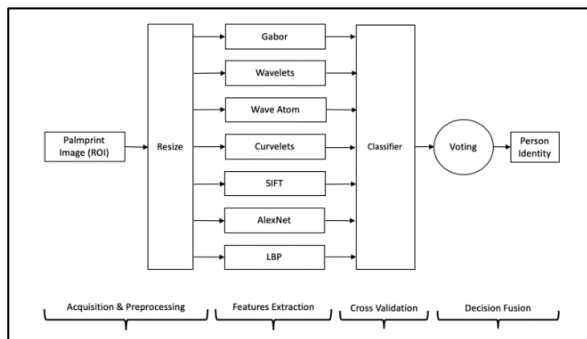 Palmprint
Image (ROI)
Resize
Gabor
Wavelets
Wave Atom
Curvelets
SIFT
AlexNet
LBP
Classifier
Voting
Person
Identity
Acquisition & Preprocessing
Features Extraction
Cross Validation
Decision Fusion